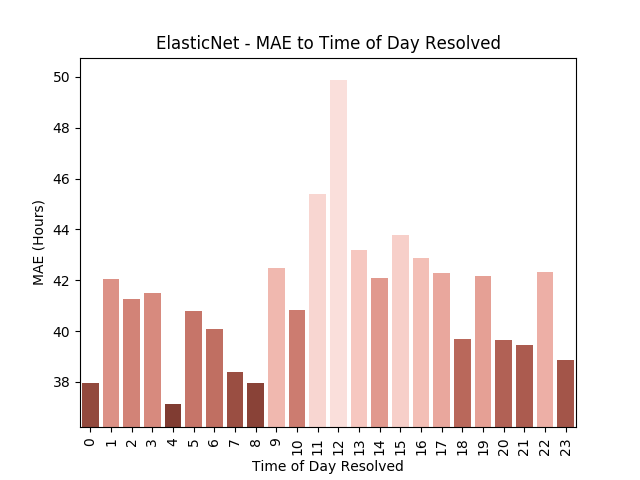 ElasticNet - MAE to Time of Day Resolved
MAE (Hours)
50
48
46
44
42
40
38
0 1 2 3 4 5 6 7 8 9 10 11 12 13 14 15 16 17 18 19 20 21 22 23
Time of Day Resolved